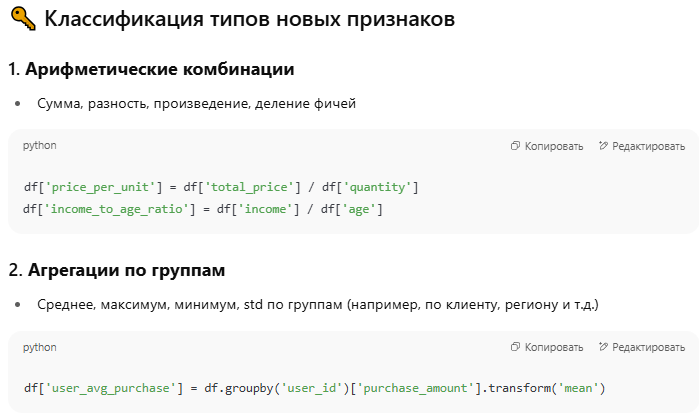 Классификация типов новых признаков
1. Арифметические комбинации
• Сумма, разность, произведение, деление фичей
python Копировать Редактировать
df['price_per_unit'] = df['total_price'] / df['quantity']
df['income_to_age_ratio'] = df['income'] / df['age']
2. Агрегации по группам
• Среднее, максимум, минимум, std по группам (например, по клиенту, региону и т.д.)
python Копировать Редактировать
df['user_avg_purchase'] = df.groupby('user_id')['purchase_amount'].transform('mean')